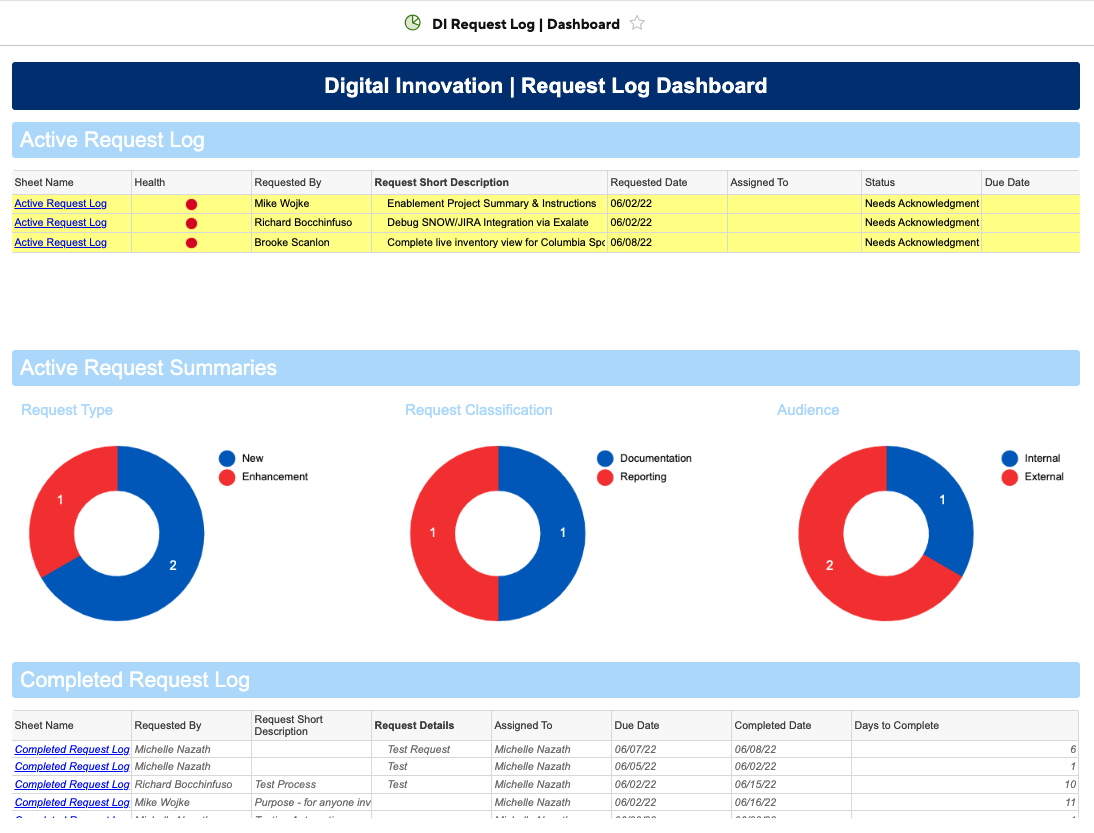 DI Request Log | Dashboard
Digital Innovation | Request Log Dashboard
Active Request Log
Sheet Name Health Requested By Request Short Description Requested Date Assigned To Status Due Date
Active Request Log Mike Wojke Enablement Project Summary & Instructions 06/02/22 Needs Acknowledgment
Active Request Log Richard Bocchinfuso Debug SNOW/JIRA Integration via Exalate 06/02/22 Needs Acknowledgment
Active Request Log Brooke Scanlon Complete live inventory view for Columbia Spo 06/08/22 Needs Acknowledgment
Active Request Summaries
Request Type Request Classification Audience
New Documentation Internal
Enhancement Reporting External
1 1
1 1
2 2
Completed Request Log
Sheet Name Requested By Request Short Description Request Details Assigned To Due Date Completed Date Days to Complete
Completed Request Log Michelle Nazath Test Request Michelle Nazath 06/07/22 06/08/22 6
Completed Request Log Michelle Nazath Test Michelle Nazath 06/05/22 06/02/22 1
Completed Request Log Richard Bocchinfuso Test Process Test Michelle Nazath 06/02/22 06/15/22 10
Completed Request Log Mike Wojke Purpose - for anyone inv Michelle Nazath 06/02/22 06/16/22 11